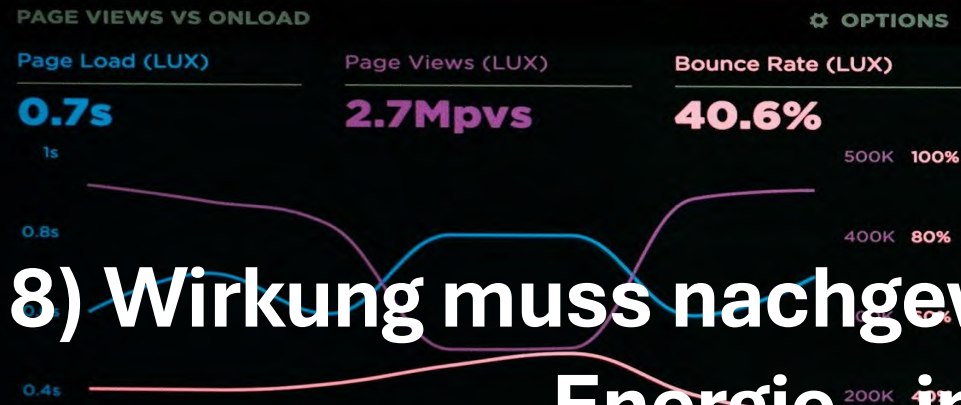 PAGE VIEWS VS ONLOAD OPTIONS
Page Load (LUX) Page Views (LUX) Bounce Rate (LUX)
0.7s 2.7Mpvs 40.6%
1s 500K 100%
0.8s 400K 80%
8) Wirkung muss
0.4s 200K